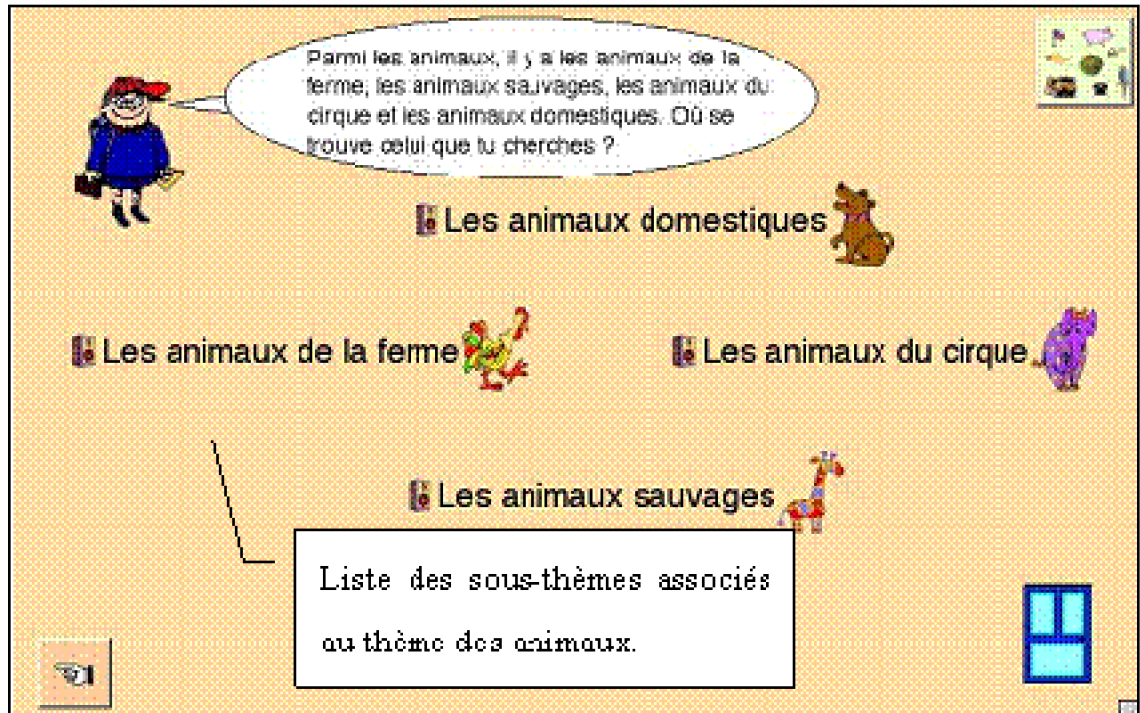 Parmi les animaux, il y a les animaux de la
ferme, les animaux sauvages, les animaux du
cirque et les animaux domestiques. Où se
trouve celui que tu cherches ?
Les animaux domestiques
Les animaux de la ferme
Les animaux du cirque
Les animaux sauvages
Liste des sous-thèmes associés
au thème des animaux.